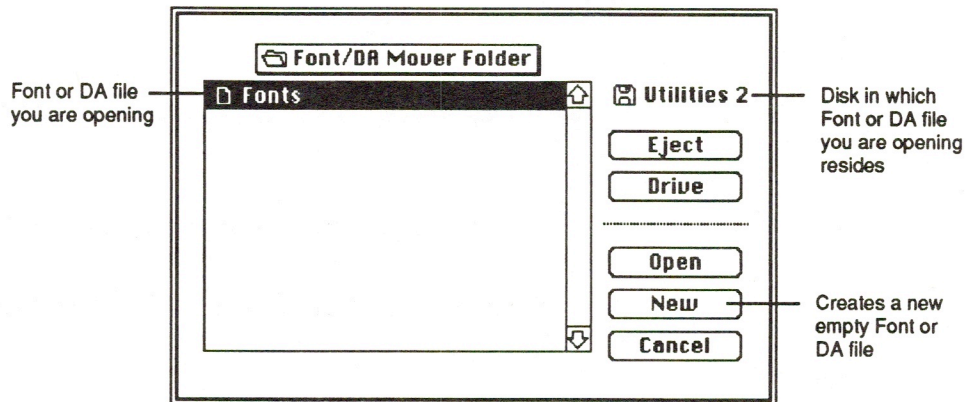 Font/DA Mover Folder
Font or DA file
you are opening
Fonts
Utilities 2
Disk in which
Font or DA file
you are opening
resides
Eject
Drive
Open
New
Creates a new
empty Font or
DA file
Cancel